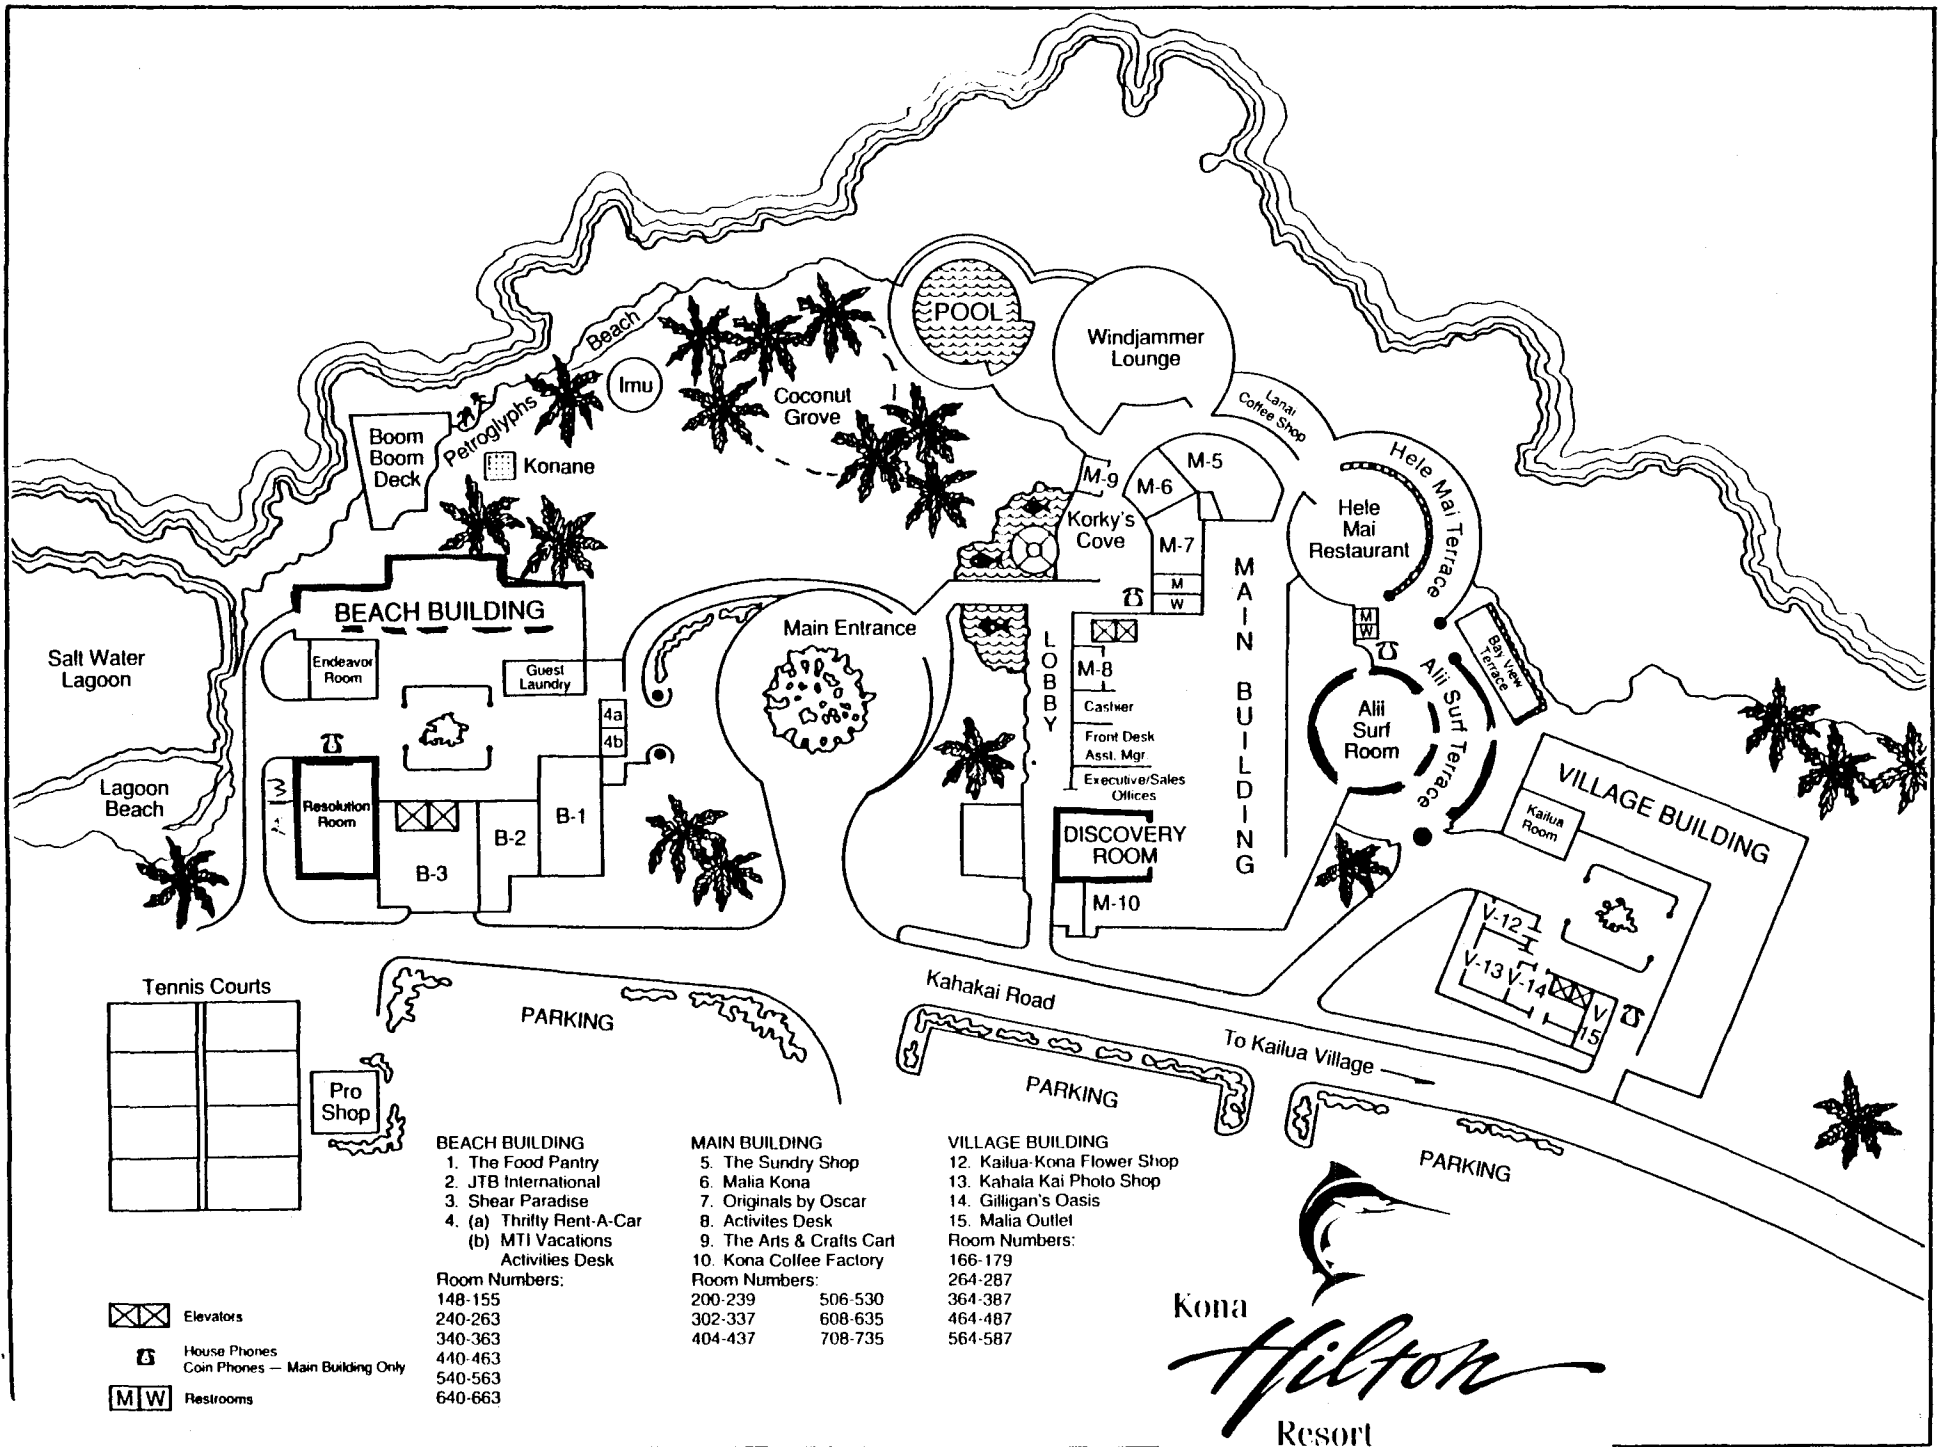 POOL
Windjammer
Lounge
Beach
Imu
Coconut
Grove
Lanai
Coffee Shop
Petroglyphs
Boom
Boom
Deck
Konane
Hele Mai Terrace
M-5
M-6
M-9
Korky's
Cove
Hele
Mai
Restaurant
M-7
M
W
MAIN BUILDING
BEACH BUILDING
Main Entrance
LOBBY
M
W
Bay View
Terrace
Salt Water
Lagoon
Endeavor
Room
Guest
Laundry
M-8
Alii Surf Terrace
Cashier
4a
4b
Alii
Surf
Room
Front Desk
Asst. Mgr.
Executive/Sales
Offices
VILLAGE BUILDING
Kailua
Room
Lagoon
Beach
W
M
Resolution
Room
B-1
B-2
B-3
DISCOVERY
ROOM
M-10
V-12
V-13
V-14
V
15
Tennis Courts
PARKING
Kahakai Road
To Kailua Village
Pro
Shop
PARKING
PARKING
BEACH BUILDING
1. The Food Pantry
2. JTB International
3. Shear Paradise
4. (a) Thrifty Rent-A-Car
(b) MTI Vacations
Activities Desk
Room Numbers:
148-155
240-263
340-363
440-463
540-563
640-663
MAIN BUILDING
5. The Sundry Shop
6. Malia Kona
7. Originals by Oscar
8. Activites Desk
9. The Arts & Crafts Cart
10. Kona Coffee Factory
Room Numbers:
200-239 506-530
302-337 608-635
404-437 708-735
VILLAGE BUILDING
12. Kailua-Kona Flower Shop
13. Kahala Kai Photo Shop
14. Gilligan's Oasis
15. Malia Outlet
Room Numbers:
166-179
264-287
364-387
464-487
564-587
Elevators
House Phones
Coin Phones — Main Building Only
M W Restrooms
Kona
Hilton
Resort